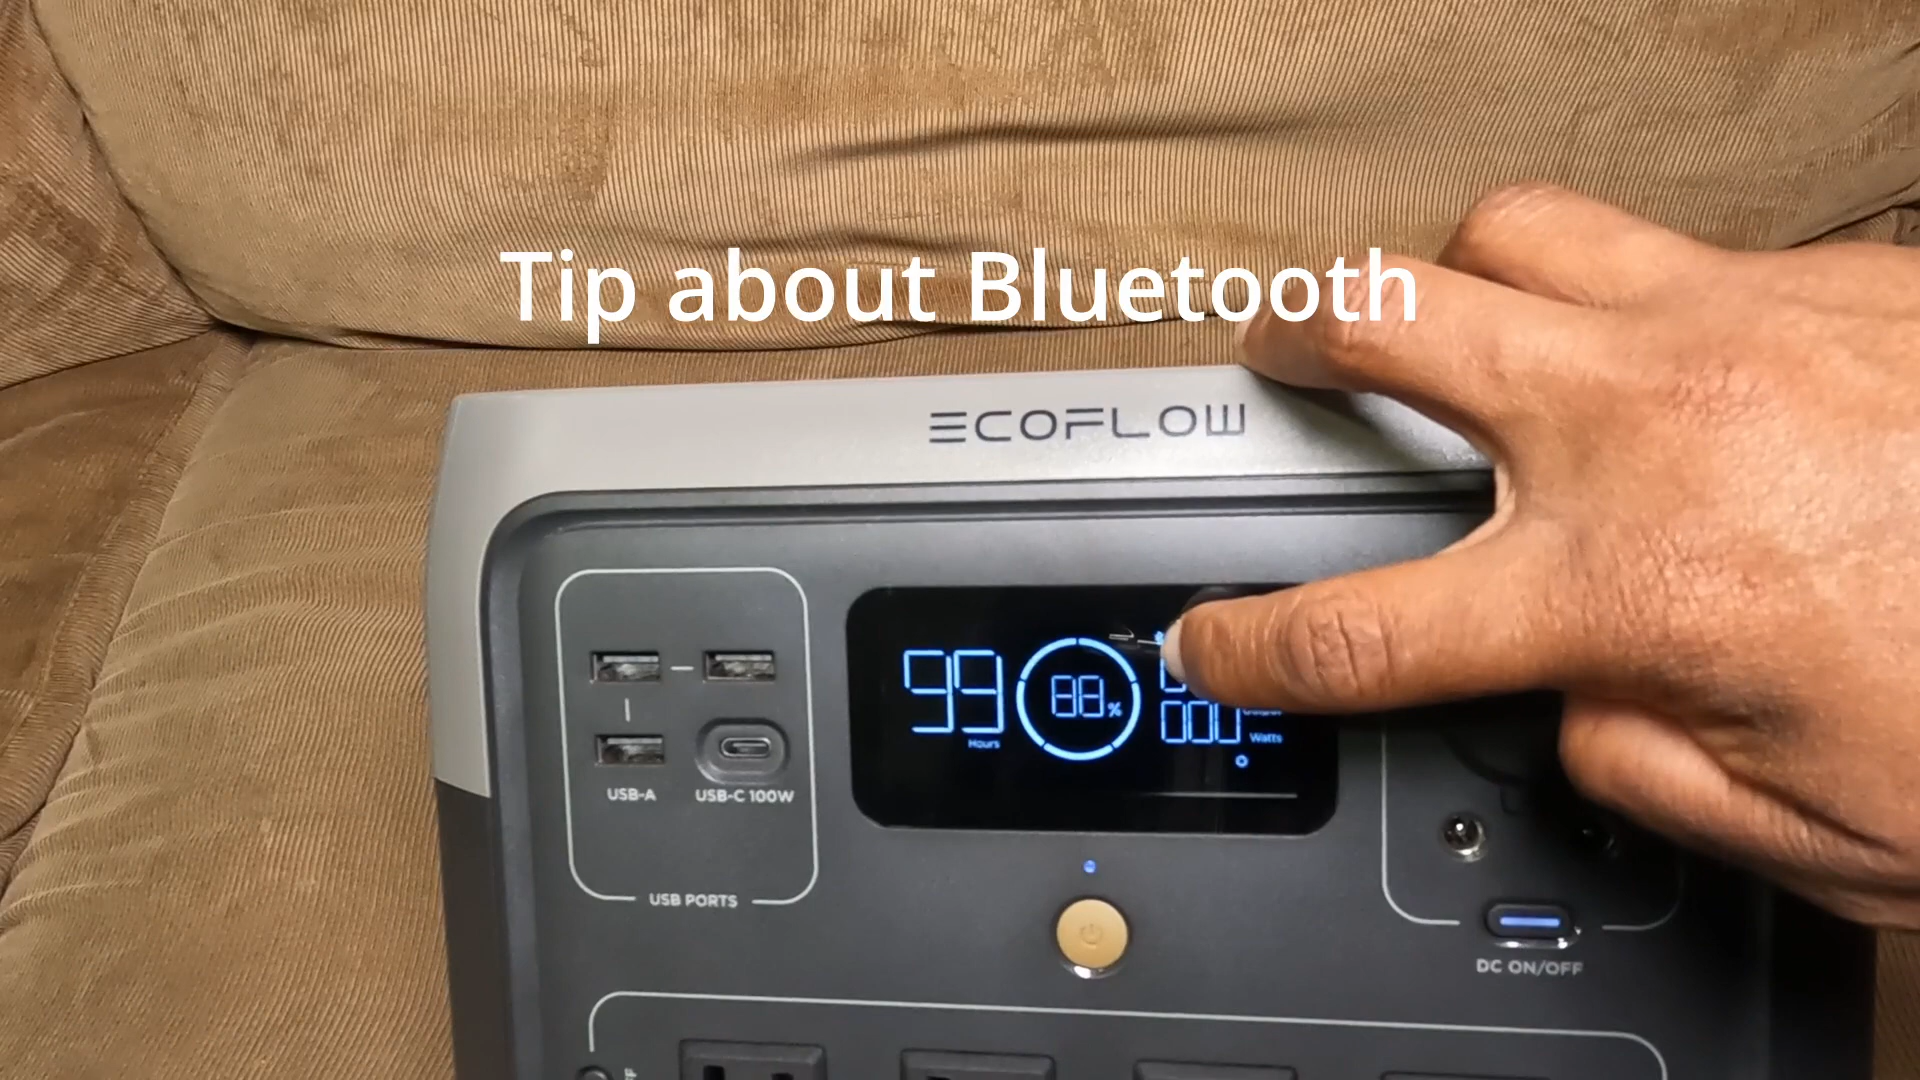 Tip about Bluetooth
ECOFLOW
99
Hours
88 %
000
Watts
USB-A
USB-C 100W
USB PORTS
DC ON/OFF